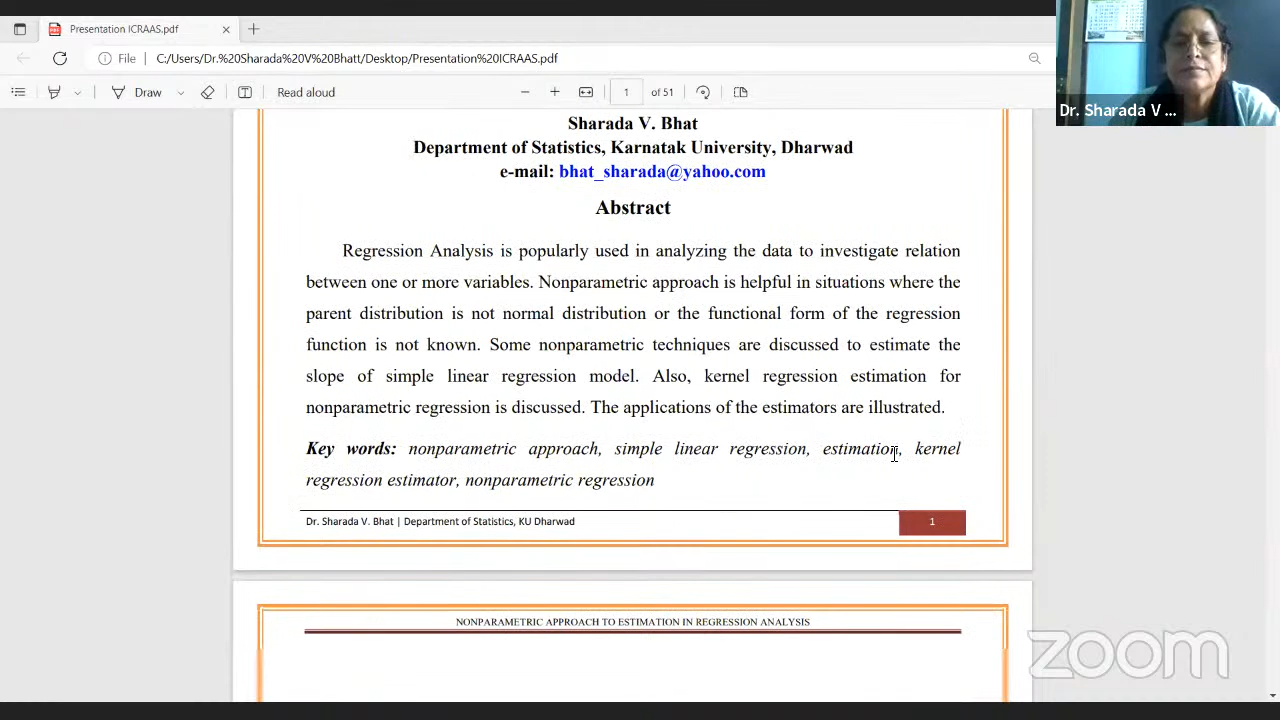 Presentation ICRAAS.pdf
File
C:/Users/Dr.%20Sharada%20V%20Bhatt/Desktop/Presentation%20ICRAAS.pdf
Draw
Read aloud
1 of 51
Dr. Sharada V ...
Sharada V. Bhat
Department of Statistics, Karnatak University, Dharwad
e-mail: bhat_sharada@yahoo.com
Abstract
Regression Analysis is popularly used in analyzing the data to investigate relation
between one or more variables. Nonparametric approach is helpful in situations where the
parent distribution is not normal distribution or the functional form of the regression
function is not known. Some nonparametric techniques are discussed to estimate the
slope of simple linear regression model. Also, kernel regression estimation for
nonparametric regression is discussed. The applications of the estimators are illustrated.
Key words: nonparametric approach, simple linear regression, estimation, kernel
regression estimator, nonparametric regression
Dr. Sharada V. Bhat | Department of Statistics, KU Dharwad 1
NONPARAMETRIC APPROACH TO ESTIMATION IN REGRESSION ANALYSIS
zoom